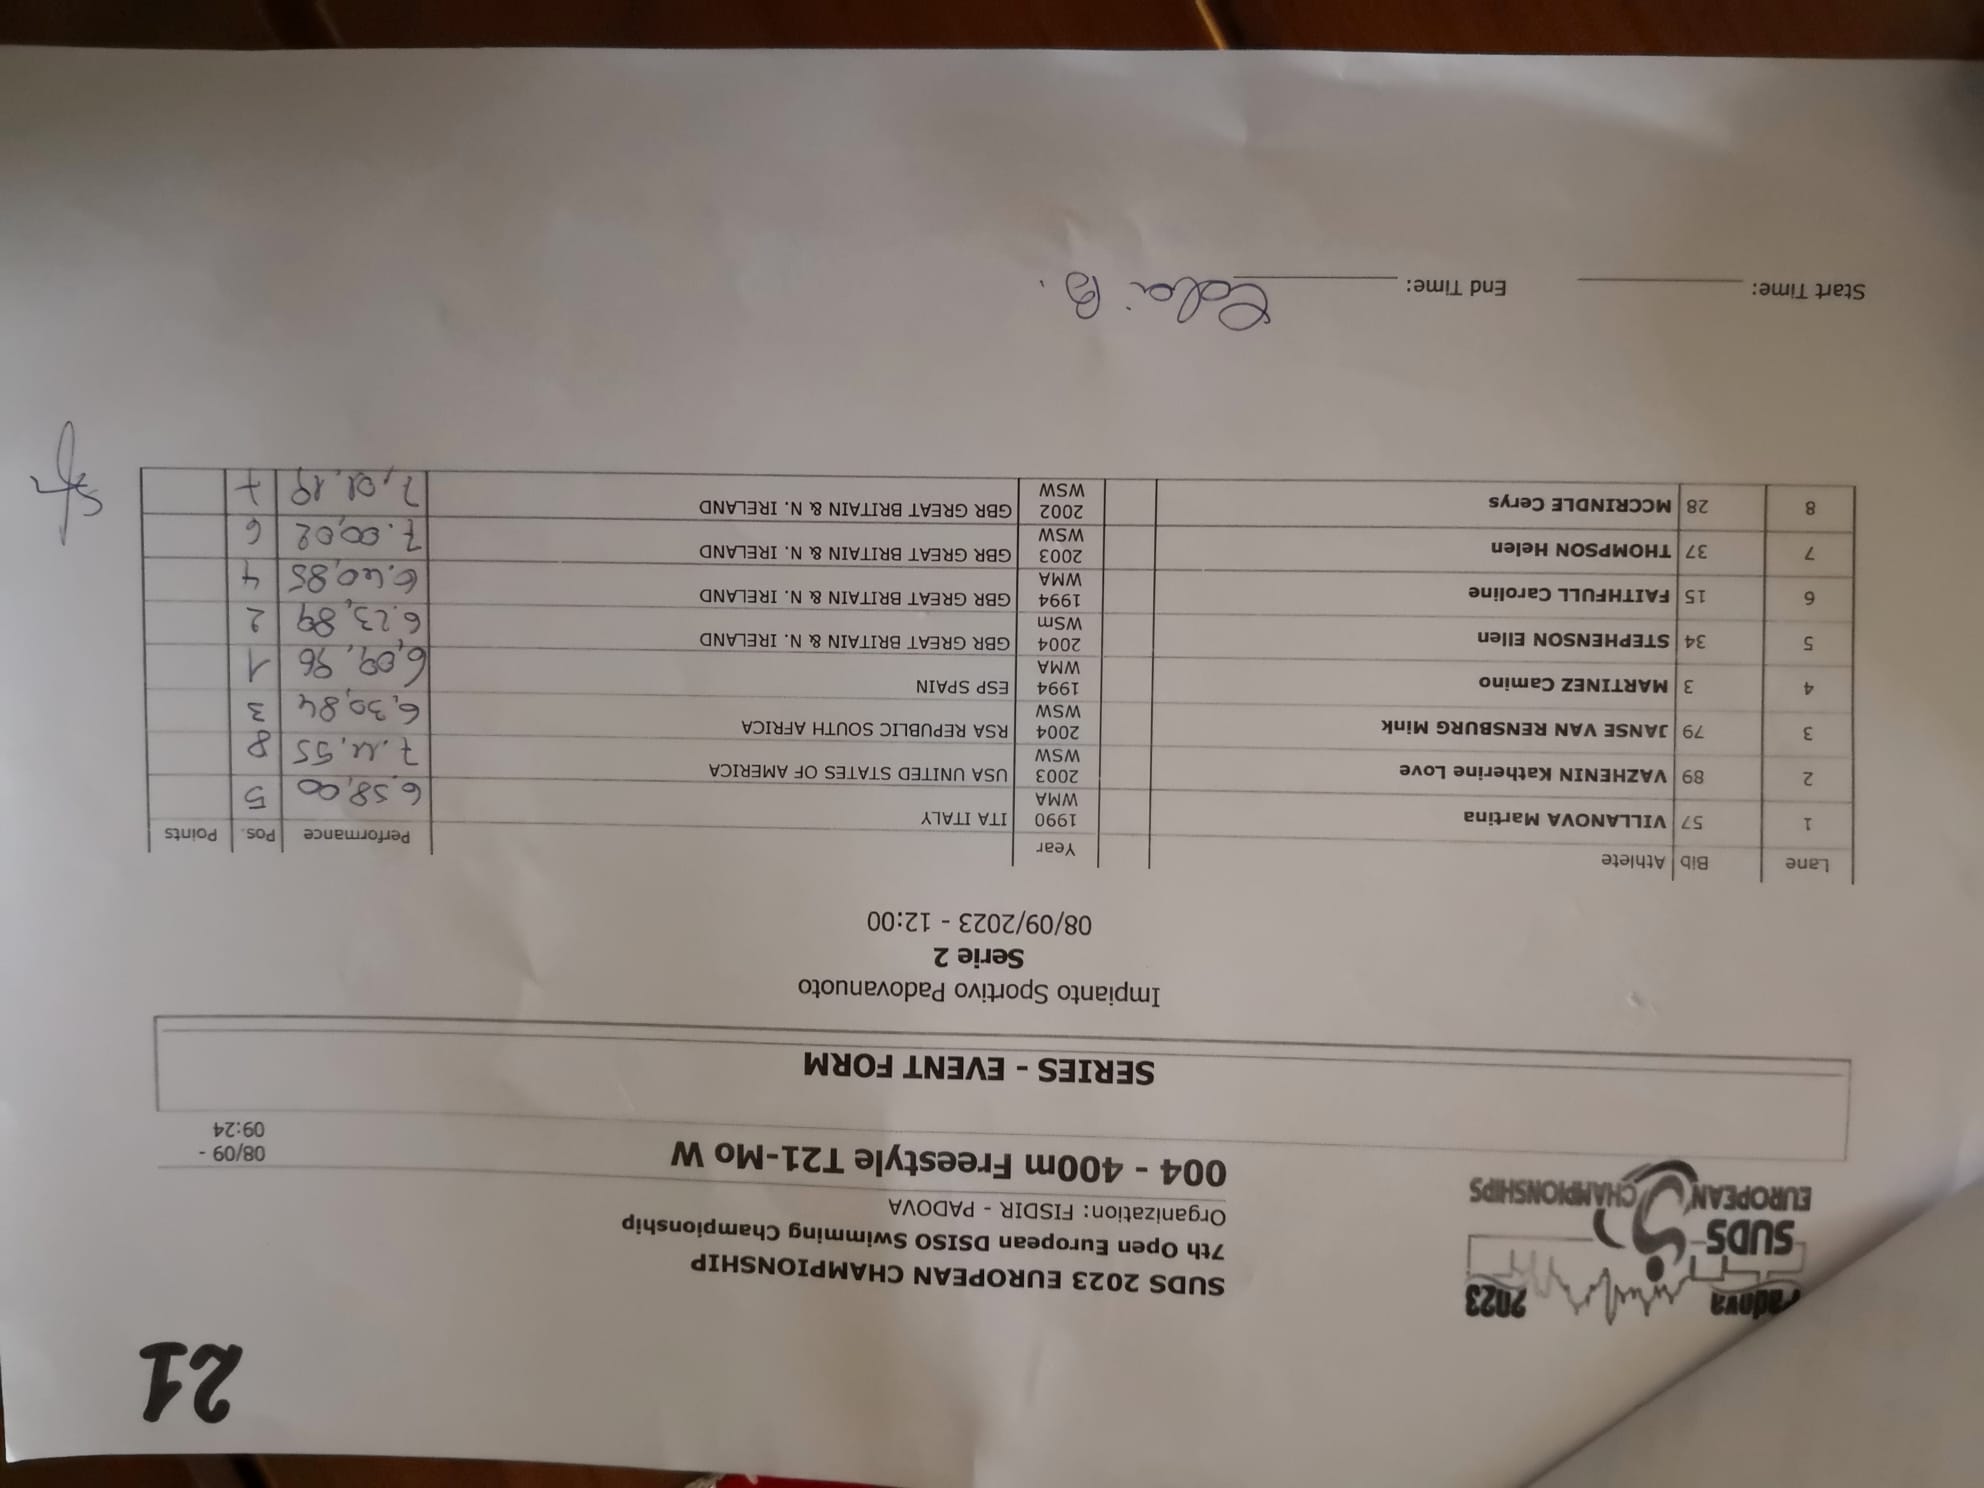 21
Padova 2023
SUDS
EUROPEAN CHAMPIONSHIPS
SUDS 2023 EUROPEAN CHAMPIONSHIP
7th Open European DSISO Swimming Championship
Organization: FISDIR - PADOVA
004 - 400m Freestyle T21-Mo W
08/09 -
09:24
SERIES - EVENT FORM
Impianto Sportivo Padovanuoto
Serie 2
08/09/2023 - 12:00
Lane Bib Athlete Year Performance Pos. Points
1 57 VILLANOVA Martina 1990 WMA ITA ITALY 6.58,00 5
2 89 VAZHENIN Katherine Love 2003 WSW USA UNITED STATES OF AMERICA 7.11,55 8
3 79 JANSE VAN RENSBURG Mink 2004 WSW RSA REPUBLIC SOUTH AFRICA 6,30,84 3
4 3 MARTINEZ Camino 1994 WMA ESP SPAIN 6,09,96 1
5 34 STEPHENSON Ellen 2004 WSm GBR GREAT BRITAIN & N. IRELAND 6.23,89 2
6 15 FAITHFULL Caroline 1994 WMA GBR GREAT BRITAIN & N. IRELAND 6.40,85 4
7 37 THOMPSON Helen 2003 WSW GBR GREAT BRITAIN & N. IRELAND 7.00,02 6
8 28 MCCRINDLE Cerys 2002 WSW GBR GREAT BRITAIN & N. IRELAND 7,01,19 7
Start Time: End Time: